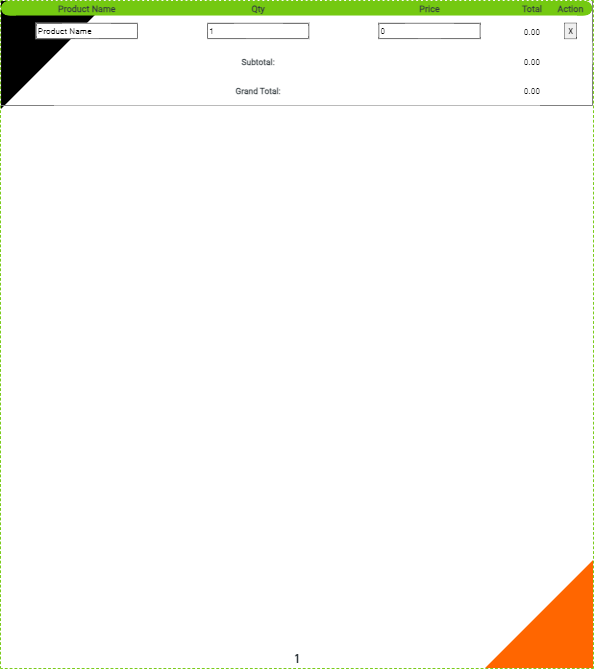 Product Name Qty Price Total Action
Product Name 1 0 0.00 X
Subtotal: 0.00
Grand Total: 0.00
1